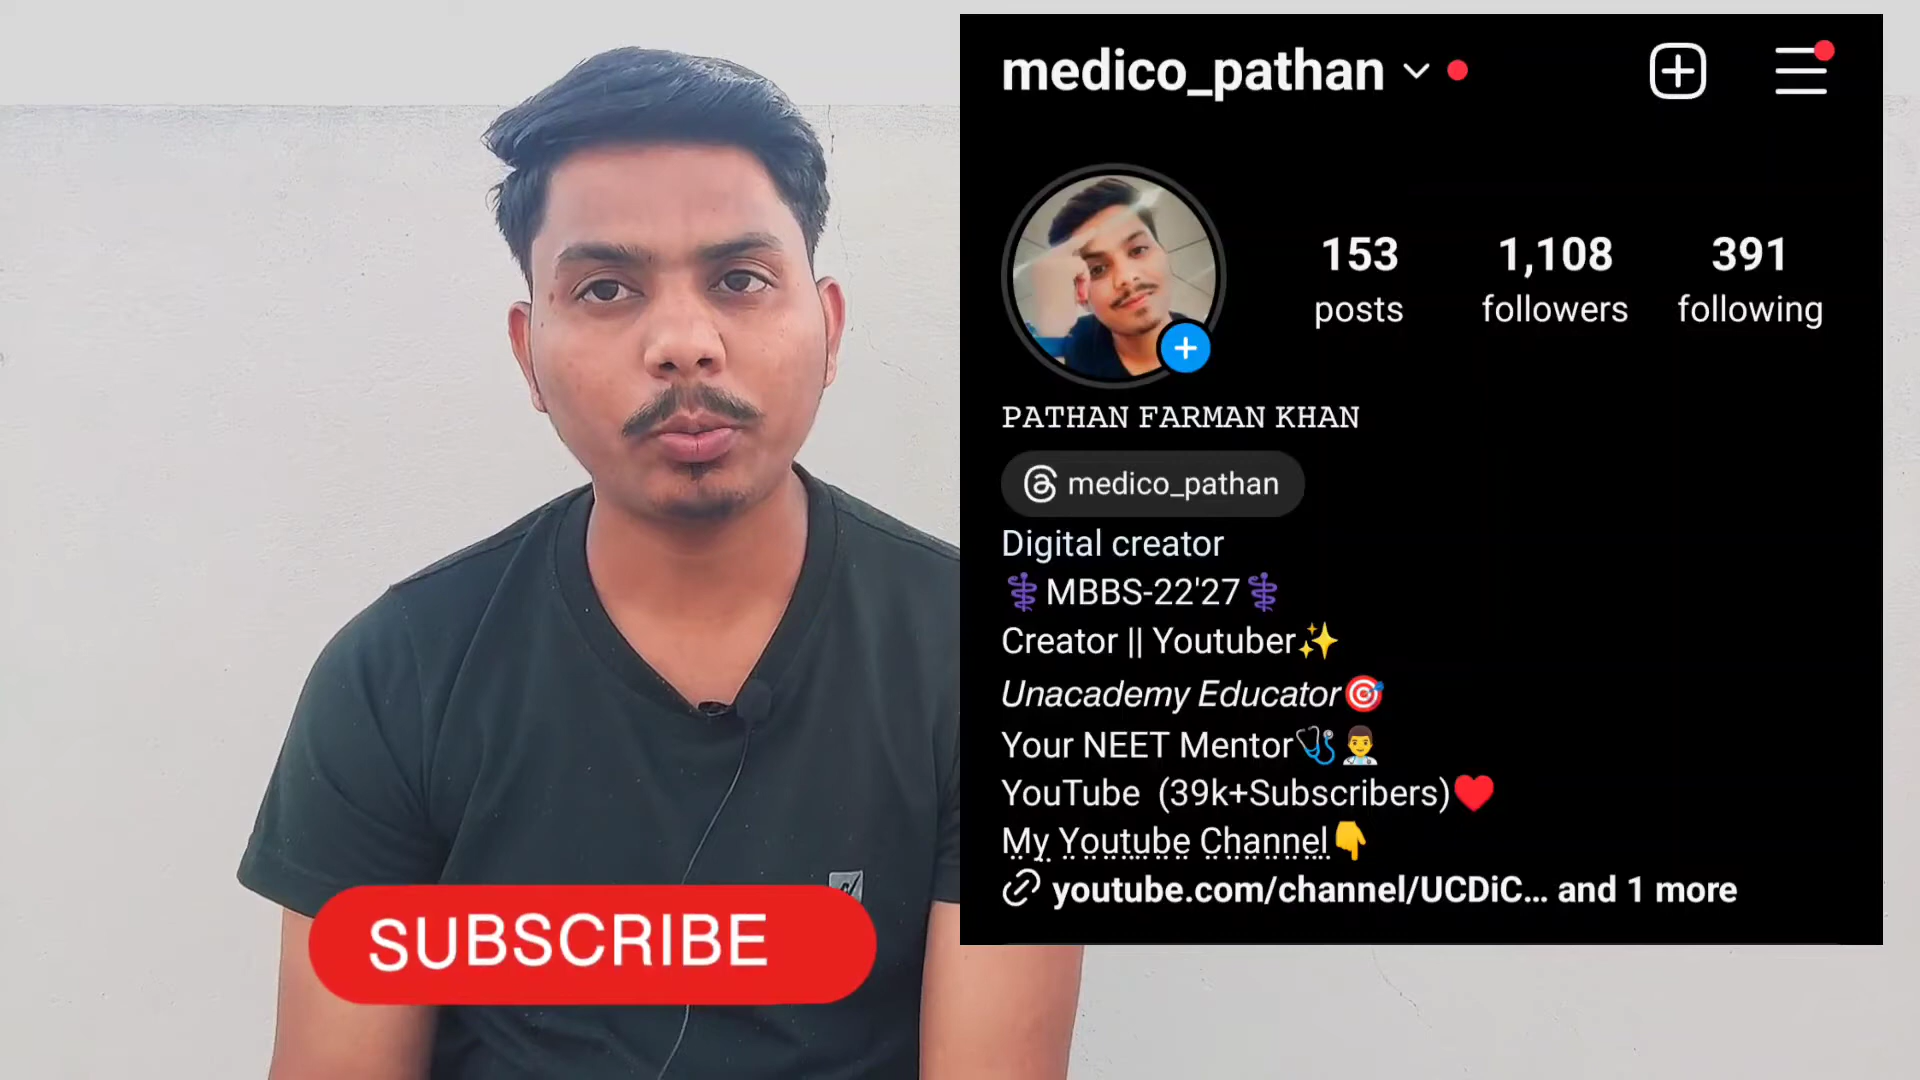 medico_pathan
153
posts
1,108
followers
391
following
PATHAN FARMAN KHAN
medico_pathan
Digital creator
⚕MBBS-22'27⚕
Creator || Youtuber✨
Unacademy Educator🎯
Your NEET Mentor🩺👨‍⚕️
YouTube (39k+Subscribers)♥️
My Youtube Channel👇
youtube.com/channel/UCDiC... and 1 more
SUBSCRIBE